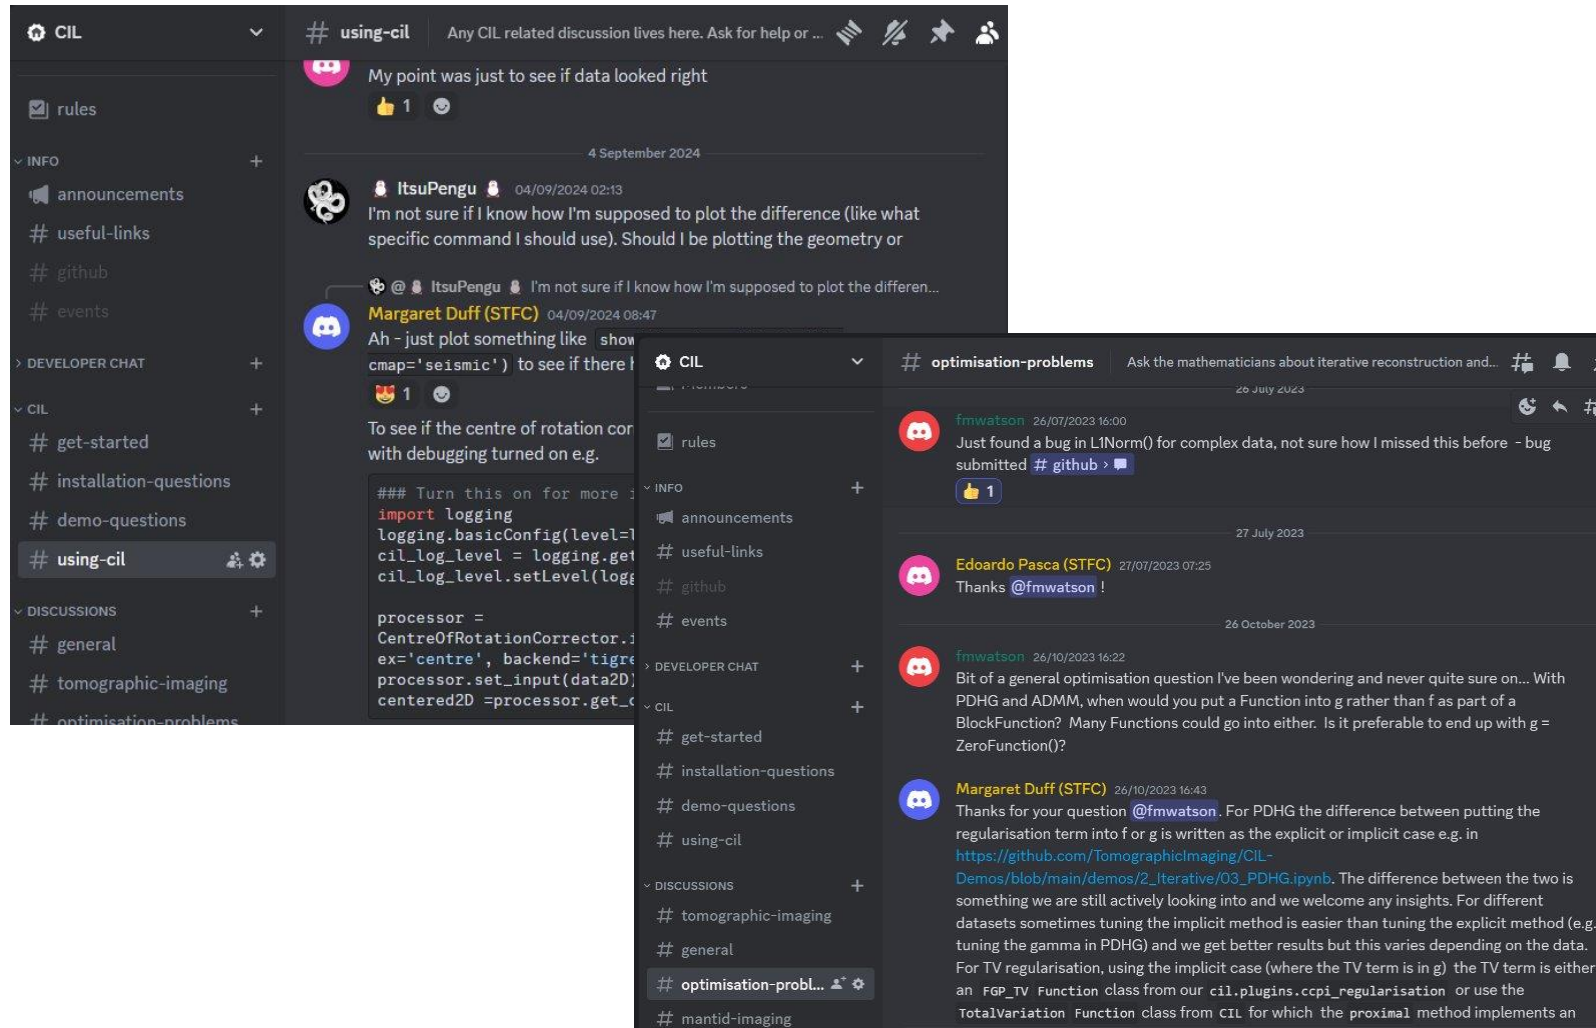 CIL
rules
INFO
announcements
useful-links
github
events
DEVELOPER CHAT
CIL
get-started
installation-questions
demo-questions
using-cil
DISCUSSIONS
general
tomographic-imaging
optimisation-problems
using-cil
Any CIL related discussion lives here. Ask for help or ...
My point was just to see if data looked right
1
4 September 2024
ItsuPengu 04/09/2024 02:13
I'm not sure if I know how I'm supposed to plot the difference (like what
specific command I should use). Should I be plotting the geometry or
@ ItsuPengu I'm not sure if I know how I'm supposed to plot the differen...
Margaret Duff (STFC) 04/09/2024 08:47
Ah - just plot something like show
cmap='seismic') to see if there
1
To see if the centre of rotation cor
with debugging turned on e.g.
### Turn this on for more
import logging
logging.basicConfig(level=
cil_log_level = logging.get
cil_log_level.setLevel(logg
processor =
CentreOfRotationCorrector.
ex='centre', backend='tigre
processor.set_input(data2D)
centered2D =processor.get_
CIL
Members
rules
INFO
announcements
useful-links
github
events
DEVELOPER CHAT
CIL
get-started
installation-questions
demo-questions
using-cil
DISCUSSIONS
tomographic-imaging
general
optimisation-probl...
mantid-imaging
optimisation-problems
Ask the mathematicians about iterative reconstruction and...
26 July 2023
fmwatson 26/07/2023 16:00
Just found a bug in L1Norm() for complex data, not sure how I missed this before - bug
submitted # github >
1
27 July 2023
Edoardo Pasca (STFC) 27/07/2023 07:25
Thanks @fmwatson !
26 October 2023
fmwatson 26/10/2023 16:22
Bit of a general optimisation question I've been wondering and never quite sure on... With
PDHG and ADMM, when would you put a Function into g rather than f as part of a
BlockFunction? Many Functions could go into either. Is it preferable to end up with g =
ZeroFunction()?
Margaret Duff (STFC) 26/10/2023 16:43
Thanks for your question @fmwatson . For PDHG the difference between putting the
regularisation term into f or g is written as the explicit or implicit case e.g. in
https://github.com/TomographicImaging/CIL-
Demos/blob/main/demos/2_Iterative/03_PDHG.ipynb. The difference between the two is
something we are still actively looking into and we welcome any insights. For different
datasets sometimes tuning the implicit method is easier than tuning the explicit method (e.g.
tuning the gamma in PDHG) and we get better results but this varies depending on the data.
For TV regularisation, using the implicit case (where the TV term is in g) the TV term is either
an FGP_TV Function class from our cil.plugins.ccpi_regularisation or use the
TotalVariation Function class from CIL for which the proximal method implements an